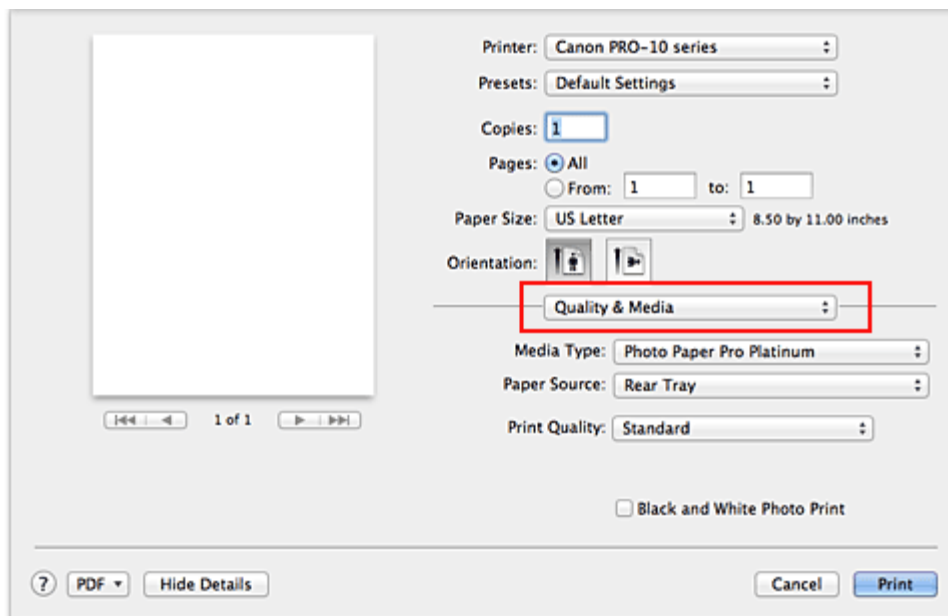 Printer: Canon PRO-10 series
Presets: Default Settings
Copies: 1
Pages: All
From: 1 to: 1
Paper Size: US Letter 8.50 by 11.00 inches
Orientation:
Quality & Media
Media Type: Photo Paper Pro Platinum
Paper Source: Rear Tray
1 of 1
Print Quality: Standard
Black and White Photo Print
? PDF Hide Details Cancel Print